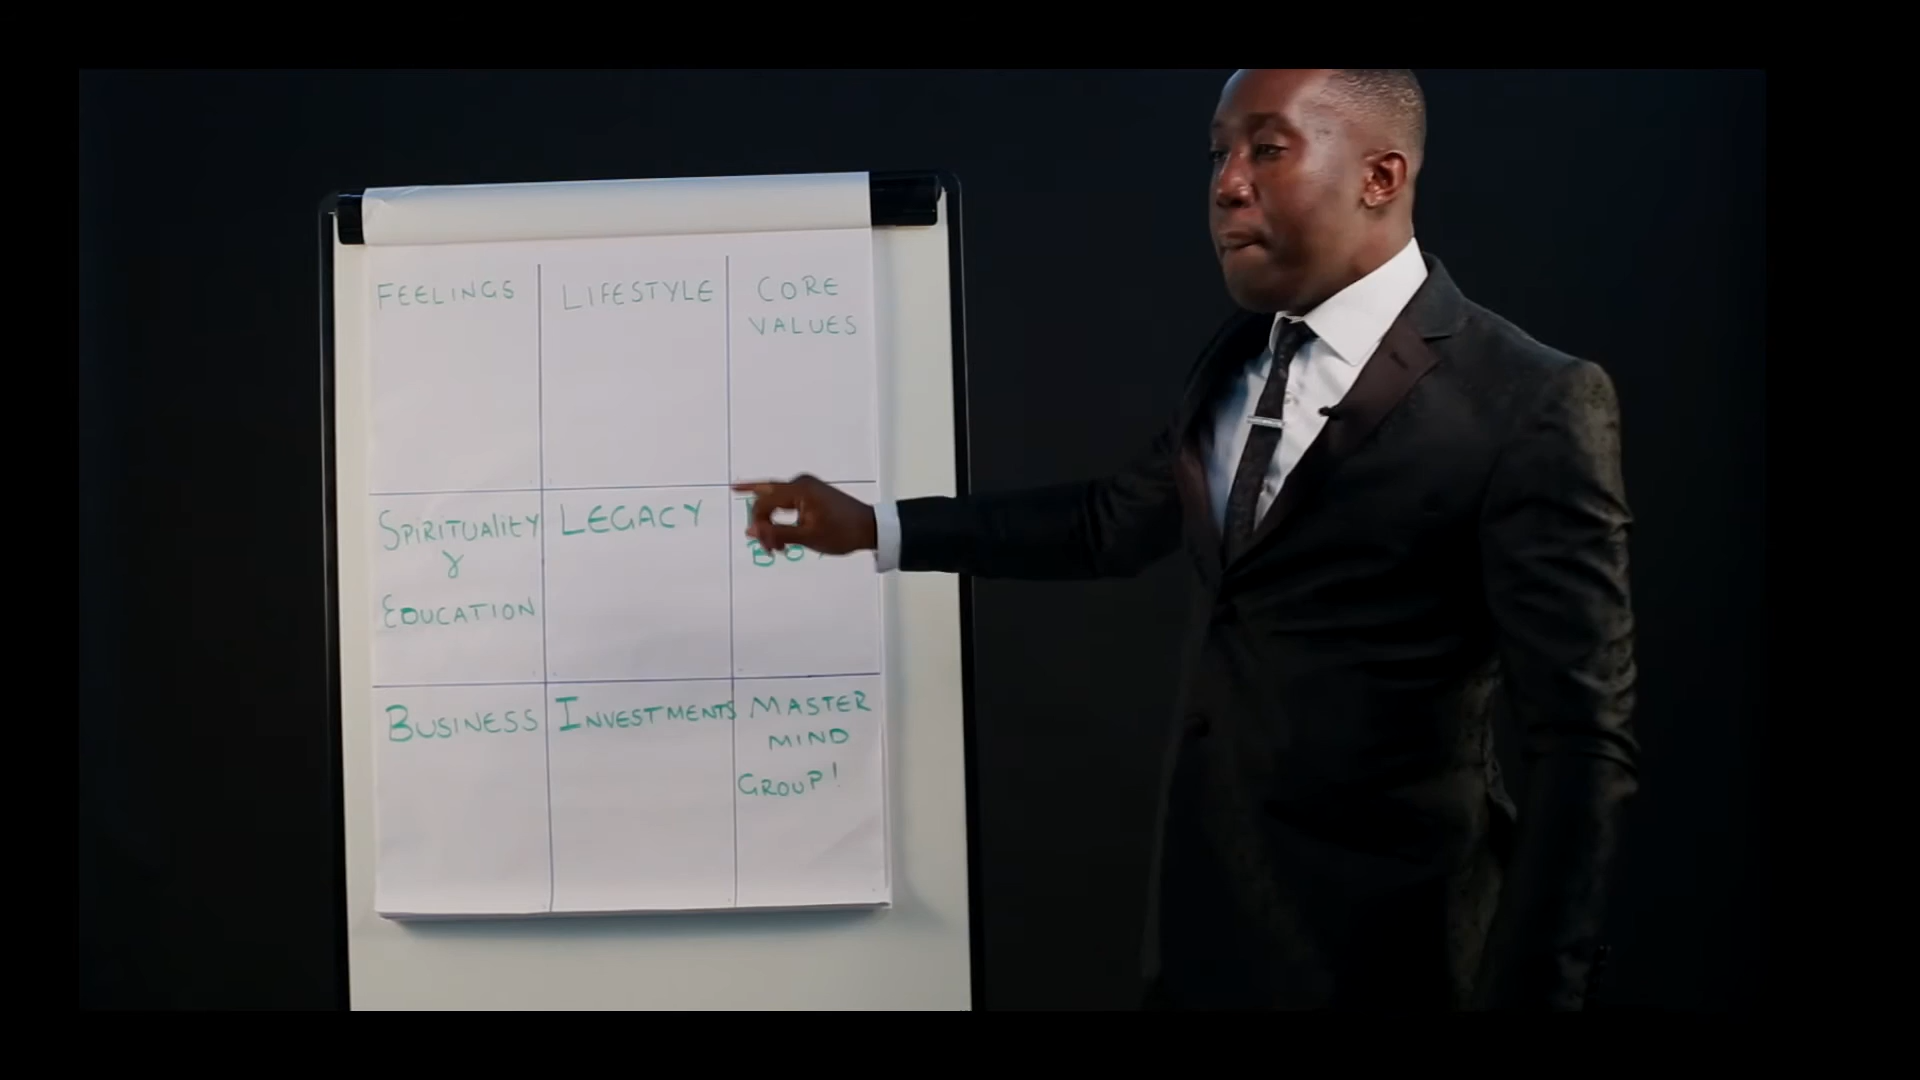 FEELINGS
LIFESTYLE
CORE
VALUES
SPIRITUALITY
&
EDUCATION
LEGACY
BUSINESS
INVESTMENTS
MASTER
MIND
GROUP!